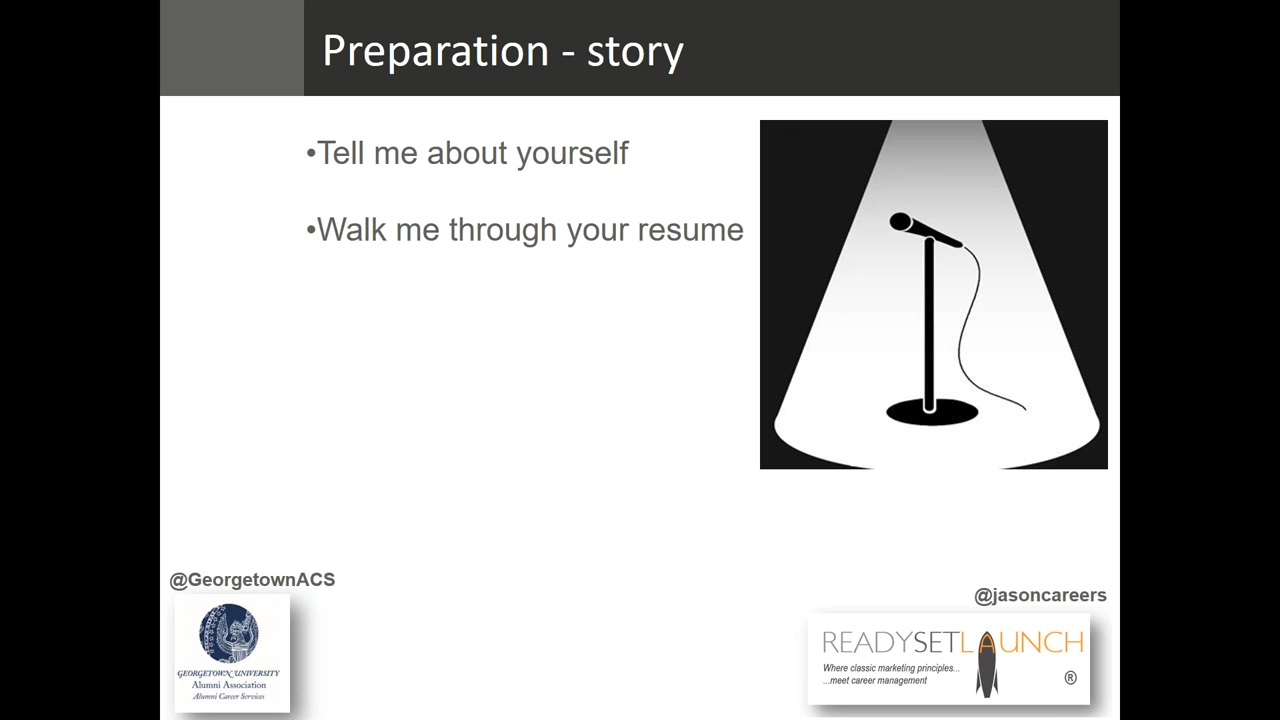 Preparation - story
•Tell me about yourself
•Walk me through your resume
@GeorgetownACS
GEORGETOWN UNIVERSITY
Alumni Association
Alumni Career Services
@jasoncareers
READYSETLAUNCH
Where classic marketing principles...
...meet career management
®